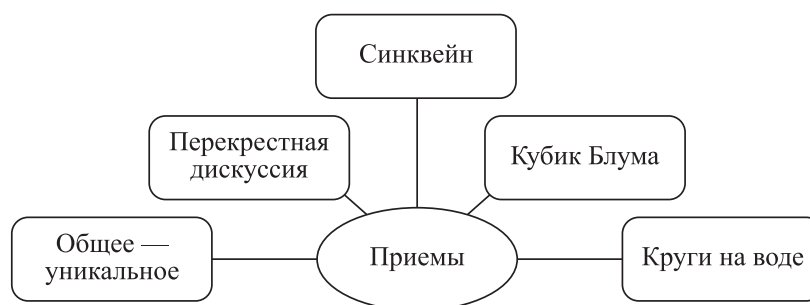 Синквейн
Перекрестная
дискуссия
Кубик Блума
Общее —
уникальное
Приемы
Круги на воде